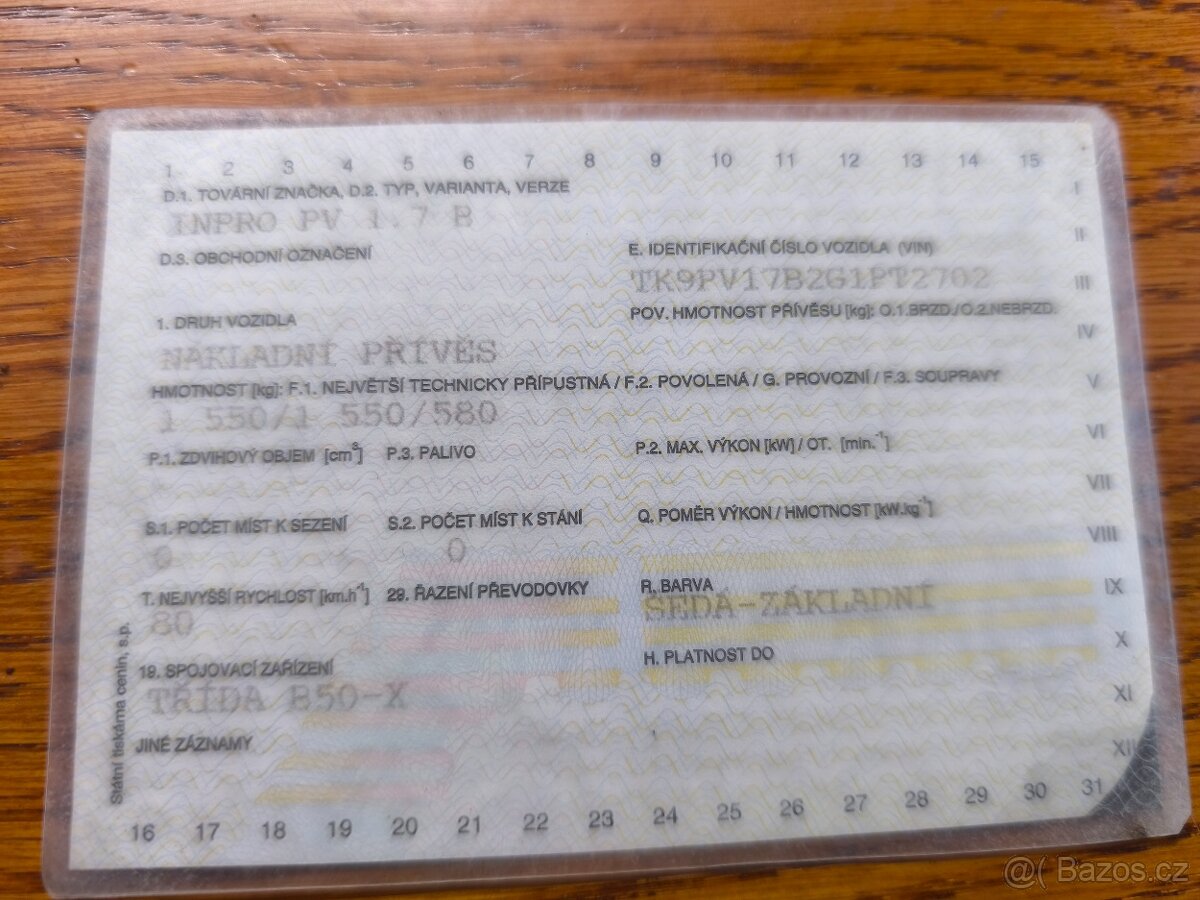 1 2 3 4 5 6 7 8 9 10 11 12 13 14 15
D.1. TOVÁRNÍ ZNAČKA, D.2. TYP, VARIANTA, VERZE
I
INPRO PV 1.7 B
II
D.3. OBCHODNÍ OZNAČENÍ
E. IDENTIFIKAČNÍ ČÍSLO VOZIDLA (VIN)
TK9PV17B2G1PT2702
III
1. DRUH VOZIDLA
POV. HMOTNOST PŘÍVĚSU [kg]: O.1.BRZD./O.2.NEBRZD.
IV
NÁKLADNÍ PŘÍVĚS
HMOTNOST [kg]: F.1. NEJVĚTŠÍ TECHNICKY PŘÍPUSTNÁ / F.2. POVOLENÁ / G. PROVOZNÍ / F.3. SOUPRAVY
V
1 550/1 550/580
P.1. ZDVIHOVÝ OBJEM [cm³] P.3. PALIVO P.2. MAX. VÝKON [kW] / OT. [min.⁻¹]
VI
VII
S.1. POČET MÍST K SEZENÍ S.2. POČET MÍST K STÁNÍ Q. POMĚR VÝKON / HMOTNOST [kW.kg⁻¹]
VIII
0 0
T. NEJVYŠŠÍ RYCHLOST [km.h⁻¹] 29. ŘAZENÍ PŘEVODOVKY R. BARVA
IX
80 ŠEDÁ-ZÁKLADNÍ
X
19. SPOJOVACÍ ZAŘÍZENÍ H. PLATNOST DO
XI
TŘÍDA B50-X
JINÉ ZÁZNAMY
XII
16 17 18 19 20 21 22 23 24 25 26 27 28 29 30 31
Státní tiskárna cenin, s.p.
Bazos.cz